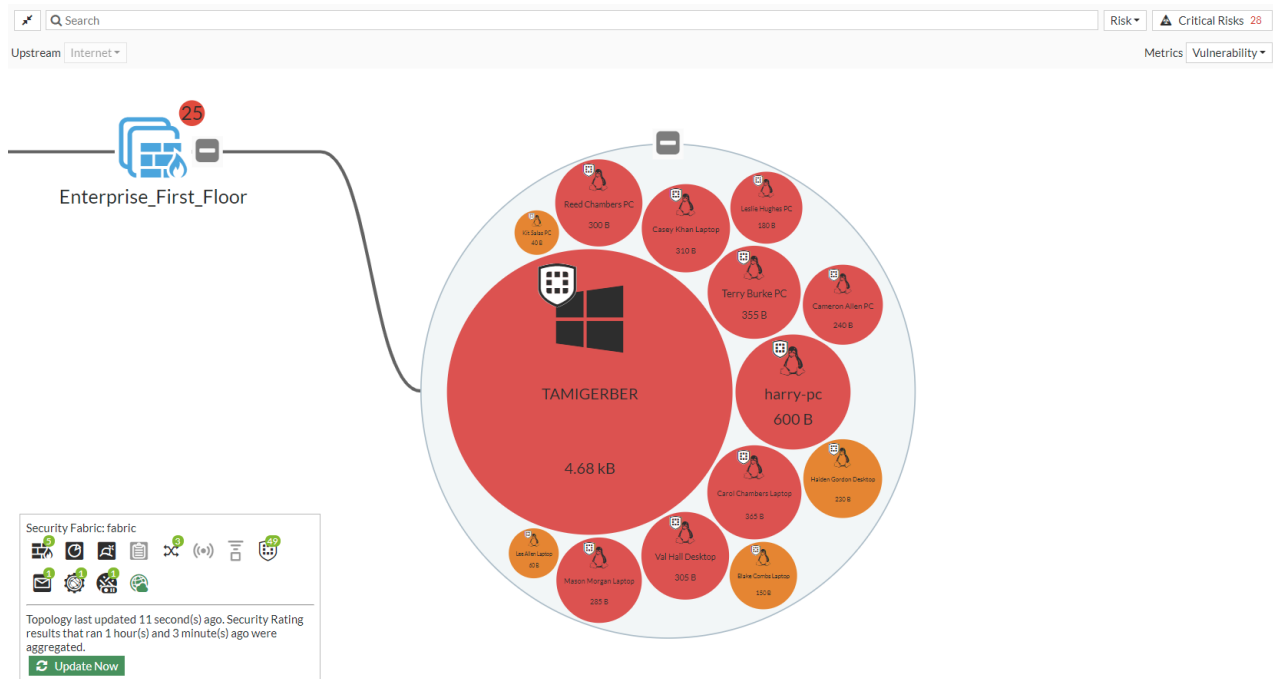 Search
Risk
Critical Risks 28
Upstream Internet
Metrics Vulnerability
25
Enterprise_First_Floor
Reed Chambers PC
300 B
Kit Salas PC
40 B
Casey Khan Laptop
310 B
Leslie Hughes PC
180 B
Terry Burke PC
355 B
Cameron Allen PC
240 B
TAMIGERBER
4.68 kB
harry-pc
600 B
Carol Chambers Laptop
365 B
Haiden Gordon Desktop
230 B
Val Hall Desktop
305 B
Lee Allen Laptop
60 B
Mason Morgan Laptop
285 B
Blake Combs Laptop
150 B
Security Fabric: fabric
5
3
49
1
1
1
Topology last updated 11 second(s) ago. Security Rating
results that ran 1 hour(s) and 3 minute(s) ago were
aggregated.
Update Now